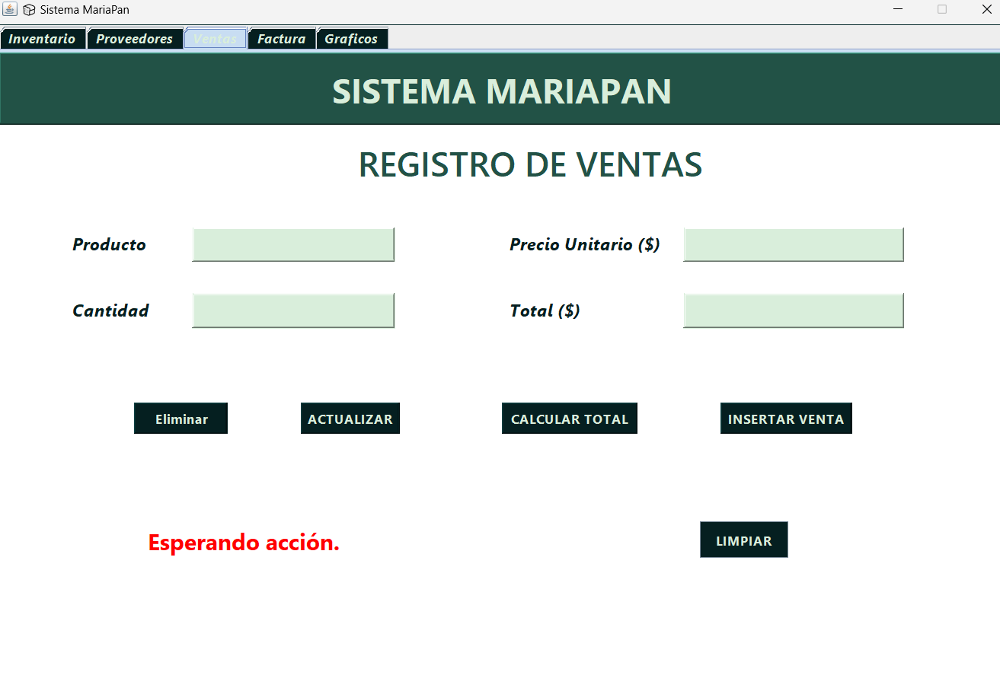 Sistema MariaPan
Inventario Proveedores Ventas Factura Graficos
SISTEMA MARIAPAN
REGISTRO DE VENTAS
Producto Precio Unitario ($)
Cantidad Total ($)
Eliminar ACTUALIZAR CALCULAR TOTAL INSERTAR VENTA
Esperando acción. LIMPIAR